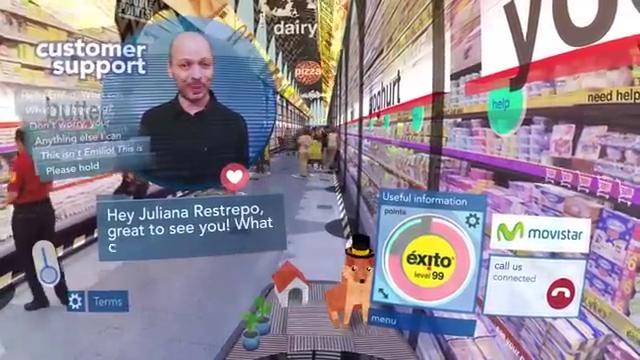 dairy
pizza
customer
support
yoghurt
yo
help
need help
Don't worry, your
Anything else I can
This isn't Emilio! This is
Please hold
Hey Juliana Restrepo,
great to see you! What
c
Useful information
points
éxito
level 99
menu
movistar
call us
connected
Terms